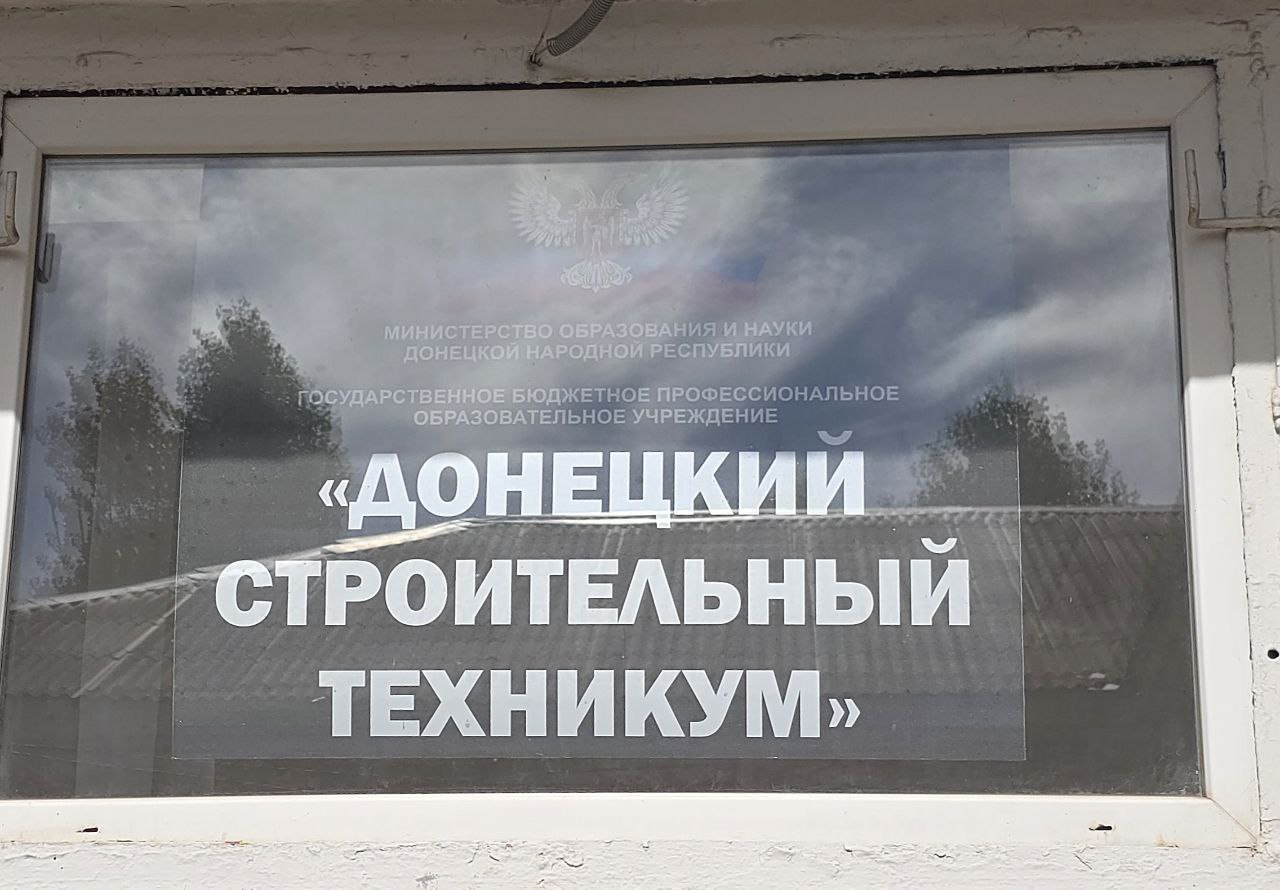 МИНИСТЕРСТВО ОБРАЗОВАНИЯ И НАУКИ
ДОНЕЦКОЙ НАРОДНОЙ РЕСПУБЛИКИ
ГОСУДАРСТВЕННОЕ БЮДЖЕТНОЕ ПРОФЕССИОНАЛЬНОЕ
ОБРАЗОВАТЕЛЬНОЕ УЧРЕЖДЕНИЕ
«ДОНЕЦКИЙ
СТРОИТЕЛЬНЫЙ
ТЕХНИКУМ»